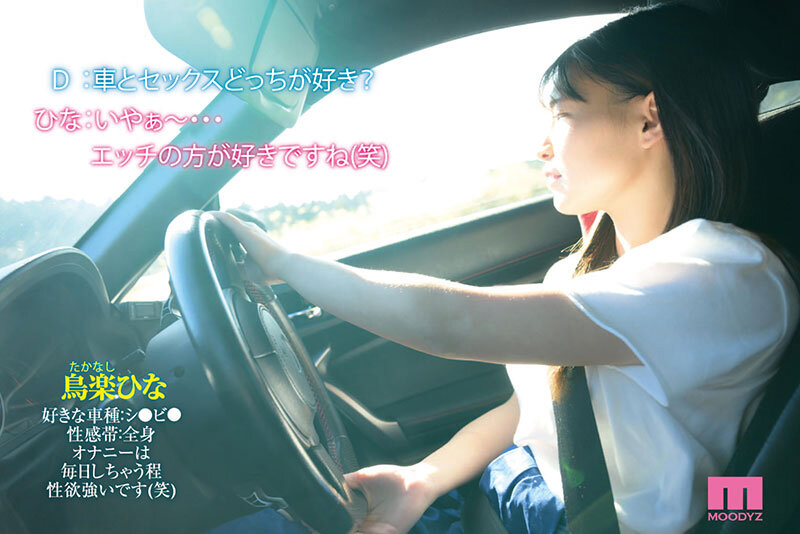 D：車とセックスどっちが好き？
ひな：いやぁ～・・・
エッチの方が好きですね(笑)
たかなし
鳥楽ひな
好きな車種：シ●ビ●
性感帯：全身
オナニーは
毎日しちゃう程
性欲強いです(笑)
MOODYZ